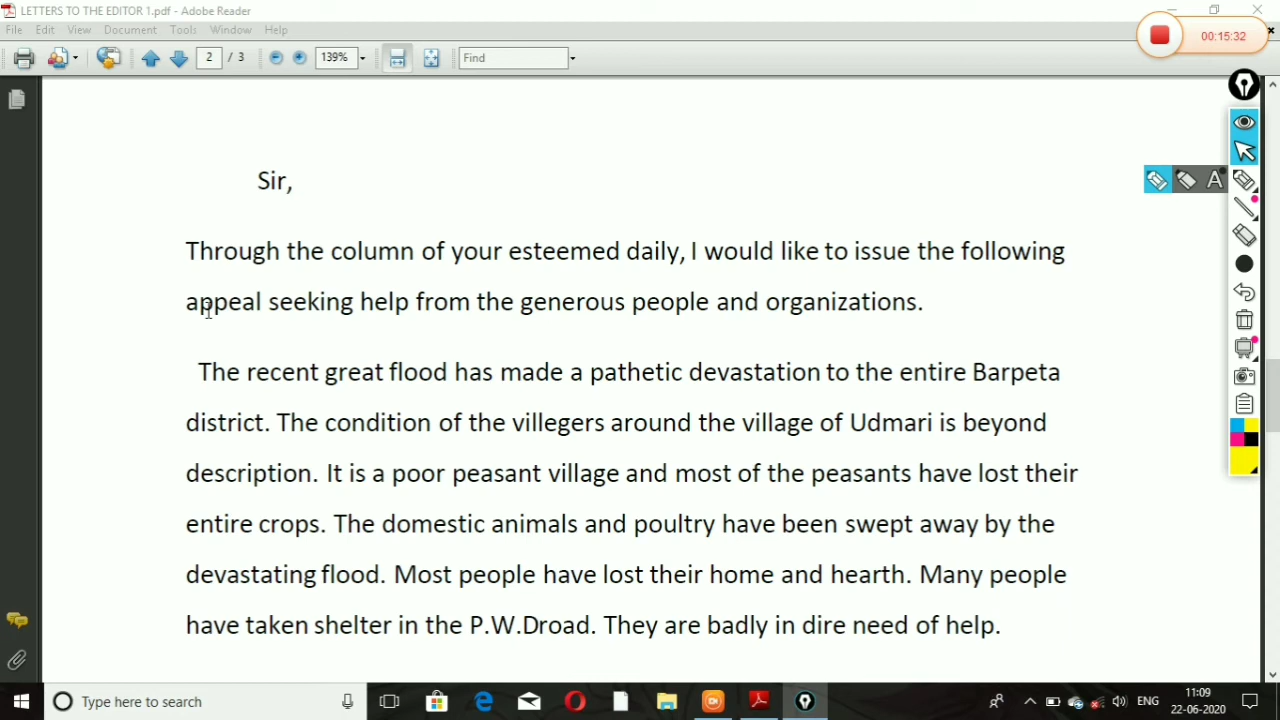 LETTERS TO THE EDITOR 1.pdf - Adobe Reader
File Edit View Document Tools Window Help
00:15:32
2 / 3 139% Find
Sir,
Through the column of your esteemed daily, I would like to issue the following
appeal seeking help from the generous people and organizations.
The recent great flood has made a pathetic devastation to the entire Barpeta
district. The condition of the villegers around the village of Udmari is beyond
description. It is a poor peasant village and most of the peasants have lost their
entire crops. The domestic animals and poultry have been swept away by the
devastating flood. Most people have lost their home and hearth. Many people
have taken shelter in the P.W.Droad. They are badly in dire need of help.
Type here to search
ENG
11:09
22-06-2020